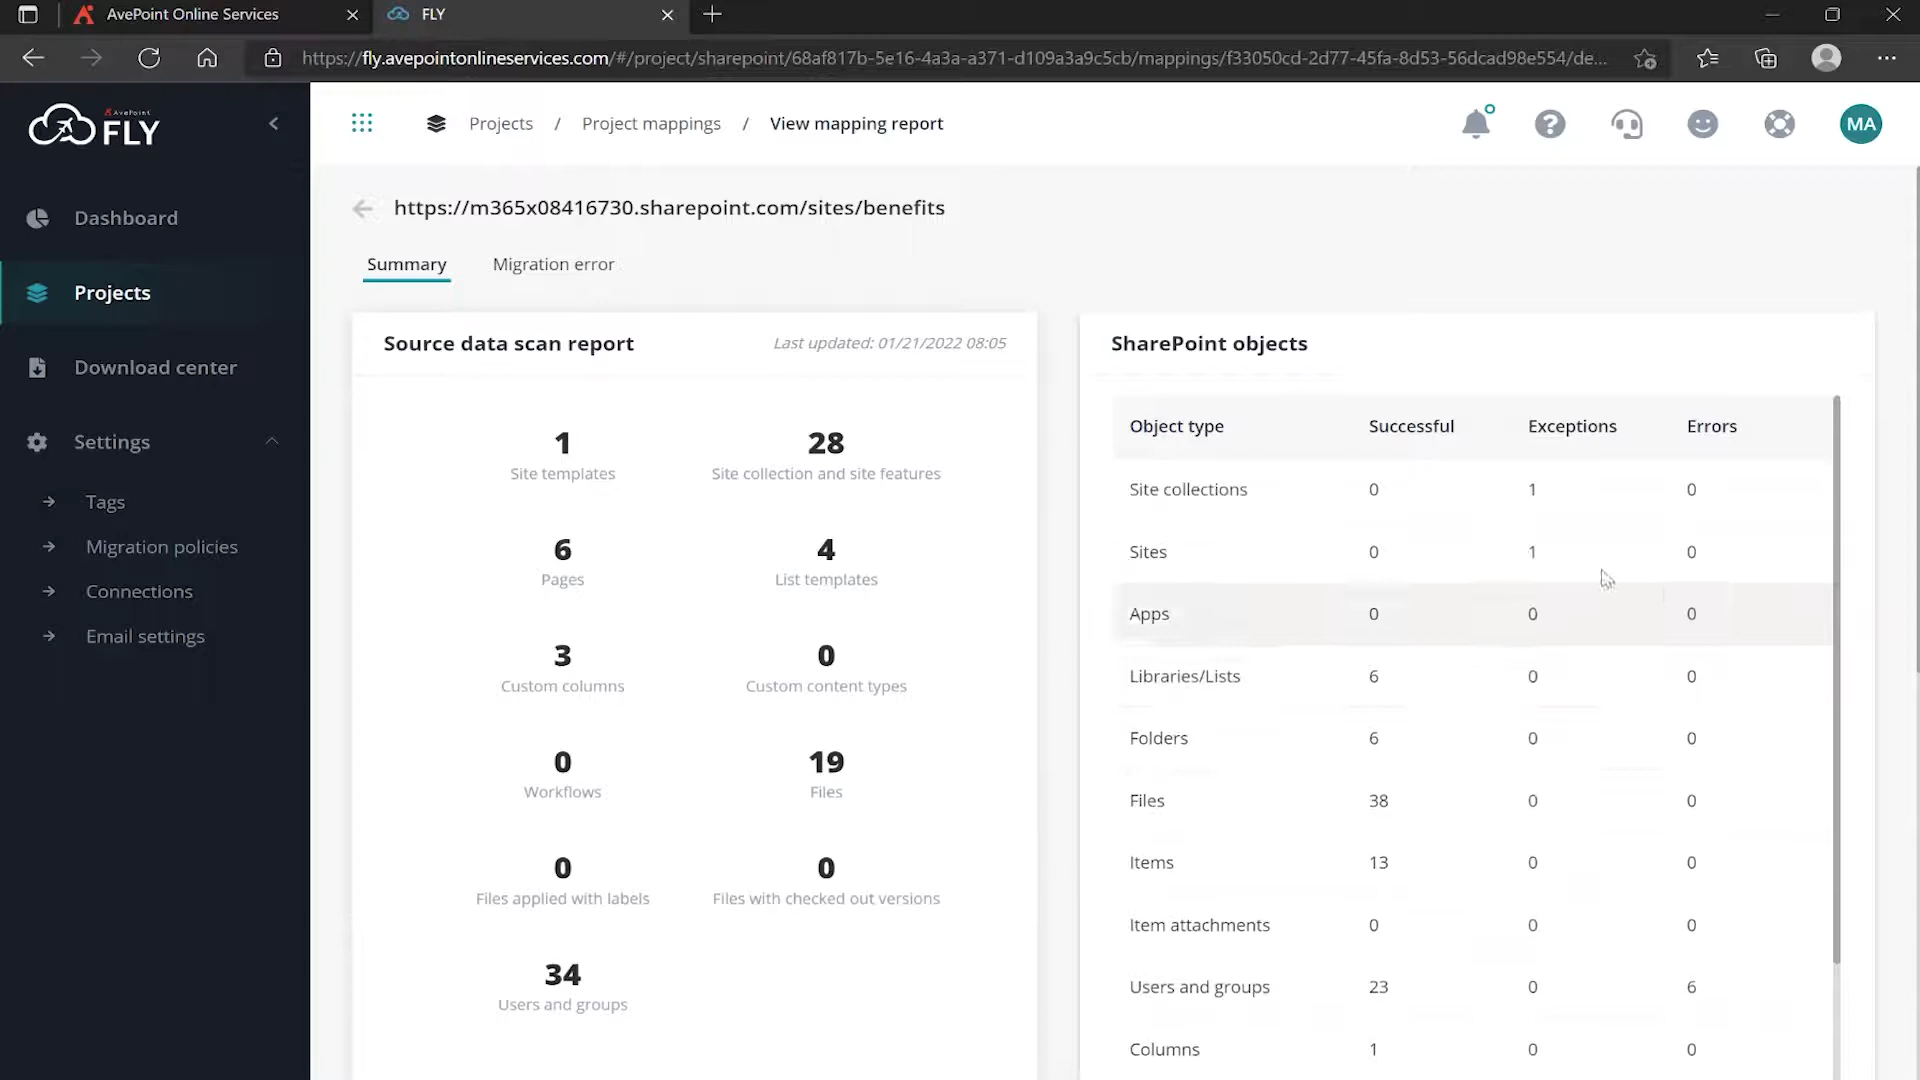 AvePoint Online Services
FLY
https://fly.avepointonlineservices.com/#/project/sharepoint/68af817b-5e16-4a3a-a371-d109a3a9c5cb/mappings/f33050cd-2d77-45fa-8d53-56dcad98e554/de...
AvePoint
FLY
Projects / Project mappings / View mapping report
MA
Dashboard
Projects
Download center
Settings
Tags
Migration policies
Connections
Email settings
https://m365x08416730.sharepoint.com/sites/benefits
Summary Migration error
Source data scan report Last updated: 01/21/2022 08:05
1 28
Site templates Site collection and site features
6 4
Pages List templates
3 0
Custom columns Custom content types
0 19
Workflows Files
0 0
Files applied with labels Files with checked out versions
34
Users and groups
SharePoint objects
Object type Successful Exceptions Errors
Site collections 0 1 0
Sites 0 1 0
Apps 0 0 0
Libraries/Lists 6 0 0
Folders 6 0 0
Files 38 0 0
Items 13 0 0
Item attachments 0 0 0
Users and groups 23 0 6
Columns 1 0 0